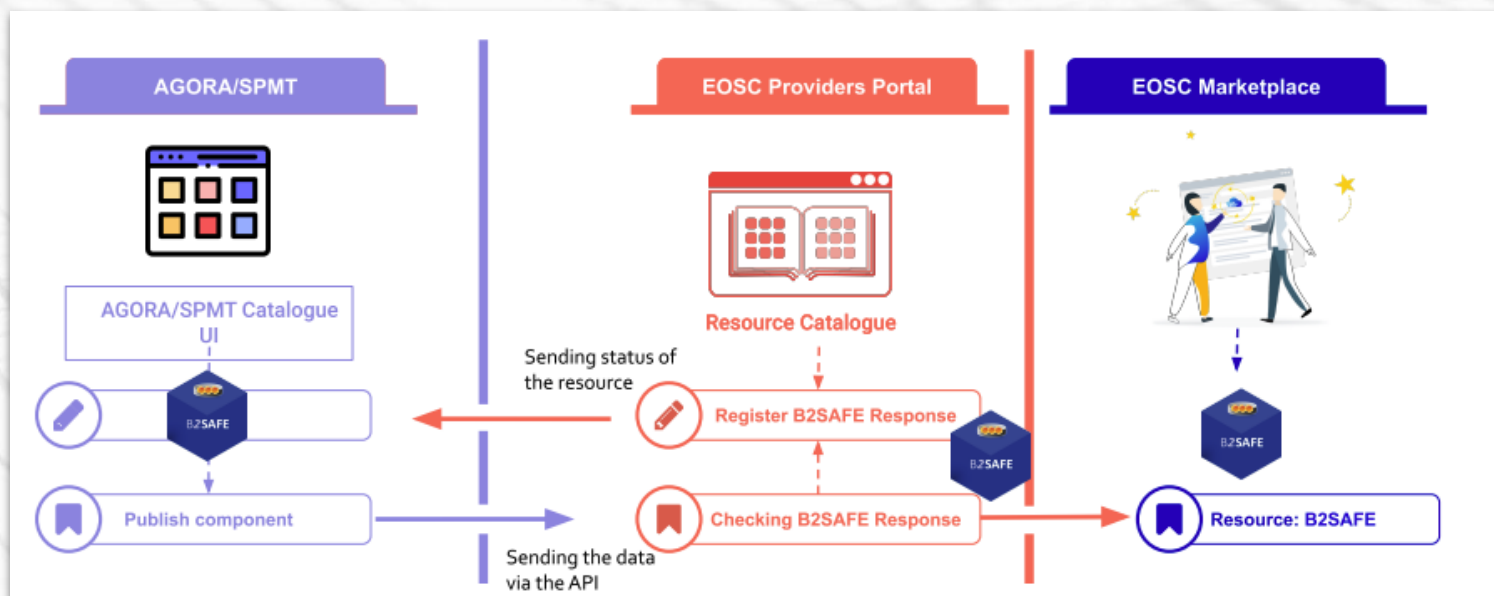 AGORA/SPMT
EOSC Providers Portal
EOSC Marketplace
AGORA/SPMT Catalogue
UI
Resource Catalogue
Sending status of
the resource
B2SAFE
Register B2SAFE Response
B2SAFE
B2SAFE
Publish component
Checking B2SAFE Response
Resource: B2SAFE
Sending the data
via the API